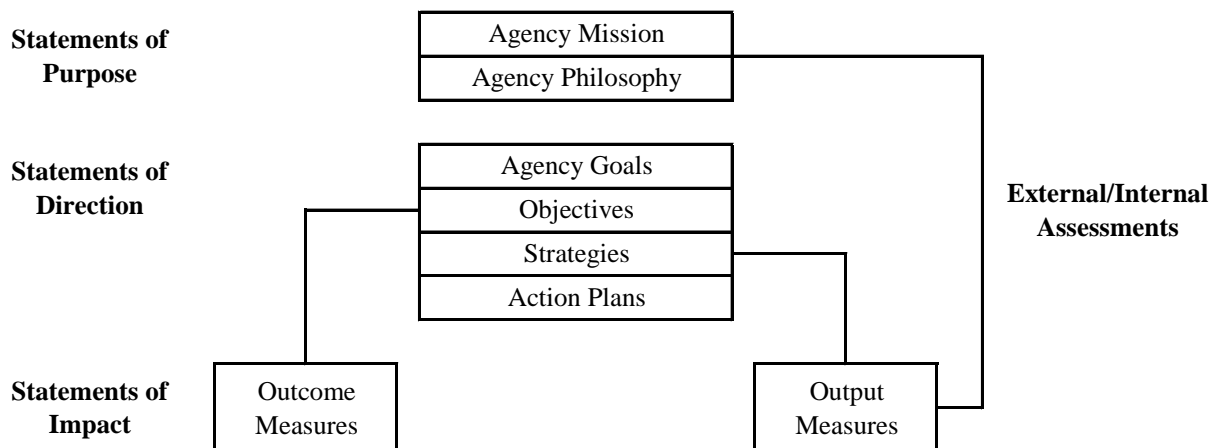 Statements of
Purpose
Agency Mission
Agency Philosophy
Statements of
Direction
Agency Goals
Objectives
Strategies
Action Plans
External/Internal
Assessments
Statements of
Impact
Outcome
Measures
Output
Measures